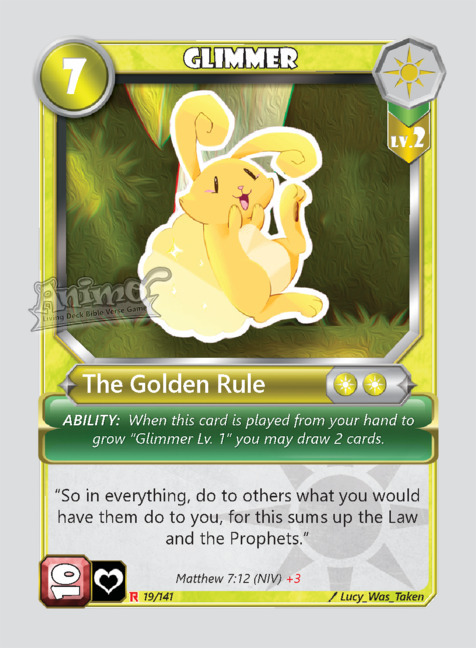 7
GLIMMER
LV.2
Animo
Living Deck Bible Verse Game
The Golden Rule
ABILITY: When this card is played from your hand to
grow "Glimmer Lv. 1" you may draw 2 cards.
"So in everything, do to others what you would
have them do to you, for this sums up the Law
and the Prophets."
Matthew 7:12 (NIV) +3
10
R 19/141
Lucy_Was_Taken